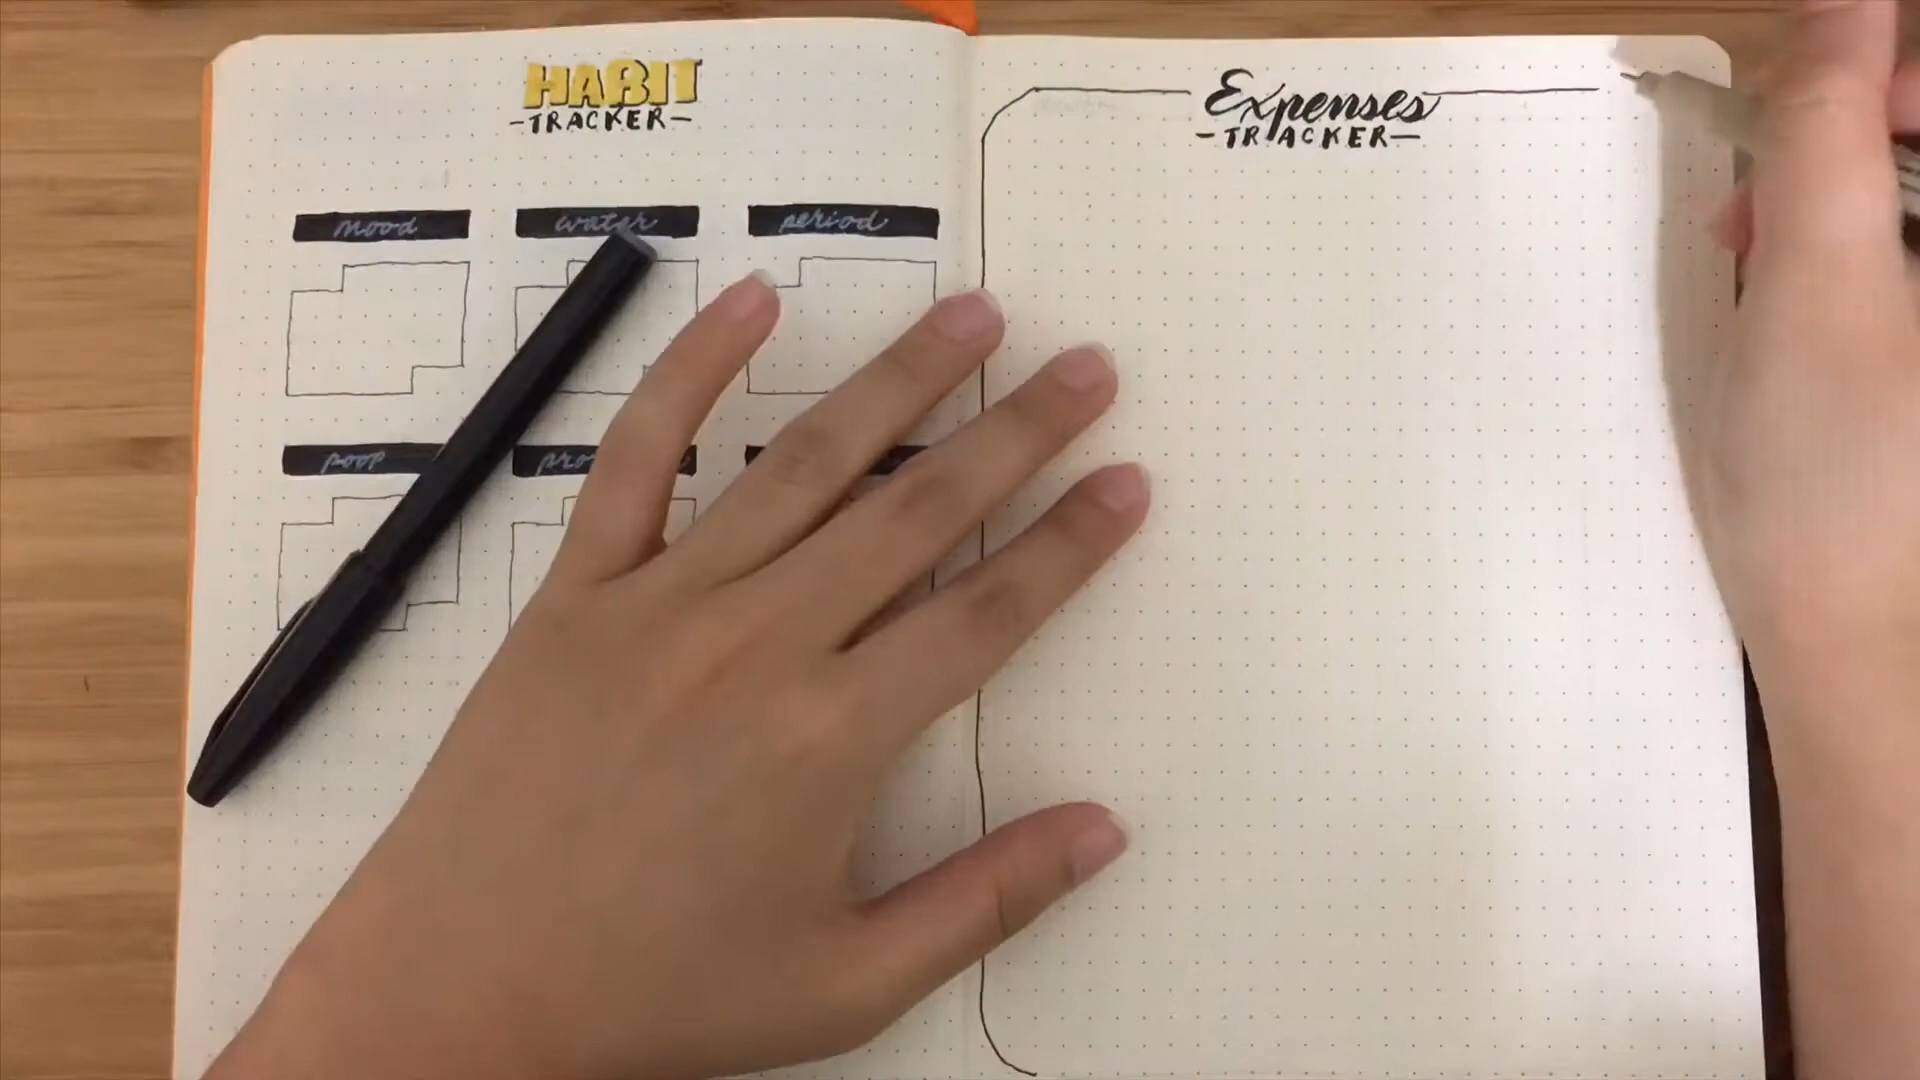 HABIT
-TRACKER-
mood water period
poop
Expenses
-TRACKER-